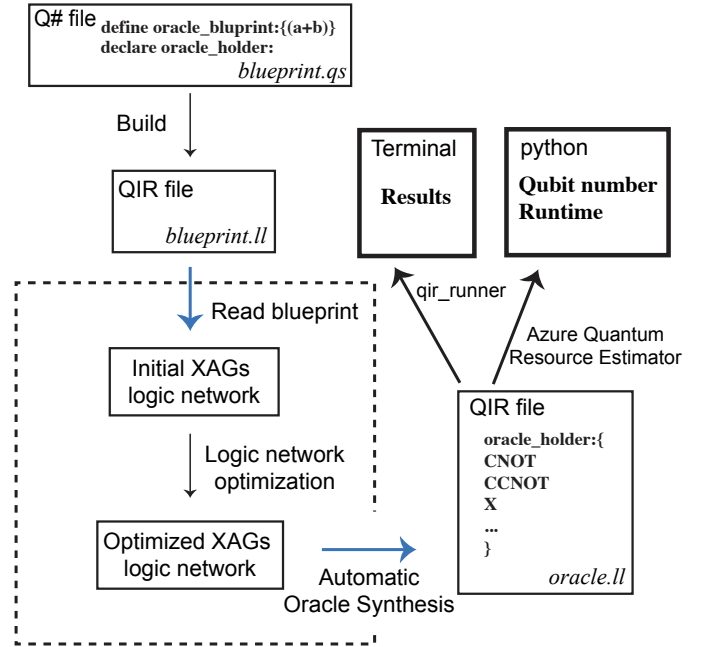 Q# file
define oracle_bluprint:{(a+b)}
declare oracle_holder:
blueprint.qs
Build
QIR file
blueprint.ll
Read blueprint
Initial XAGs
logic network
Logic network
optimization
Optimized XAGs
logic network
Automatic
Oracle Synthesis
Terminal
Results
python
Qubit number
Runtime
qir_runner
Azure Quantum
Resource Estimator
QIR file
oracle_holder:{
CNOT
CCNOT
X
...
}
oracle.ll